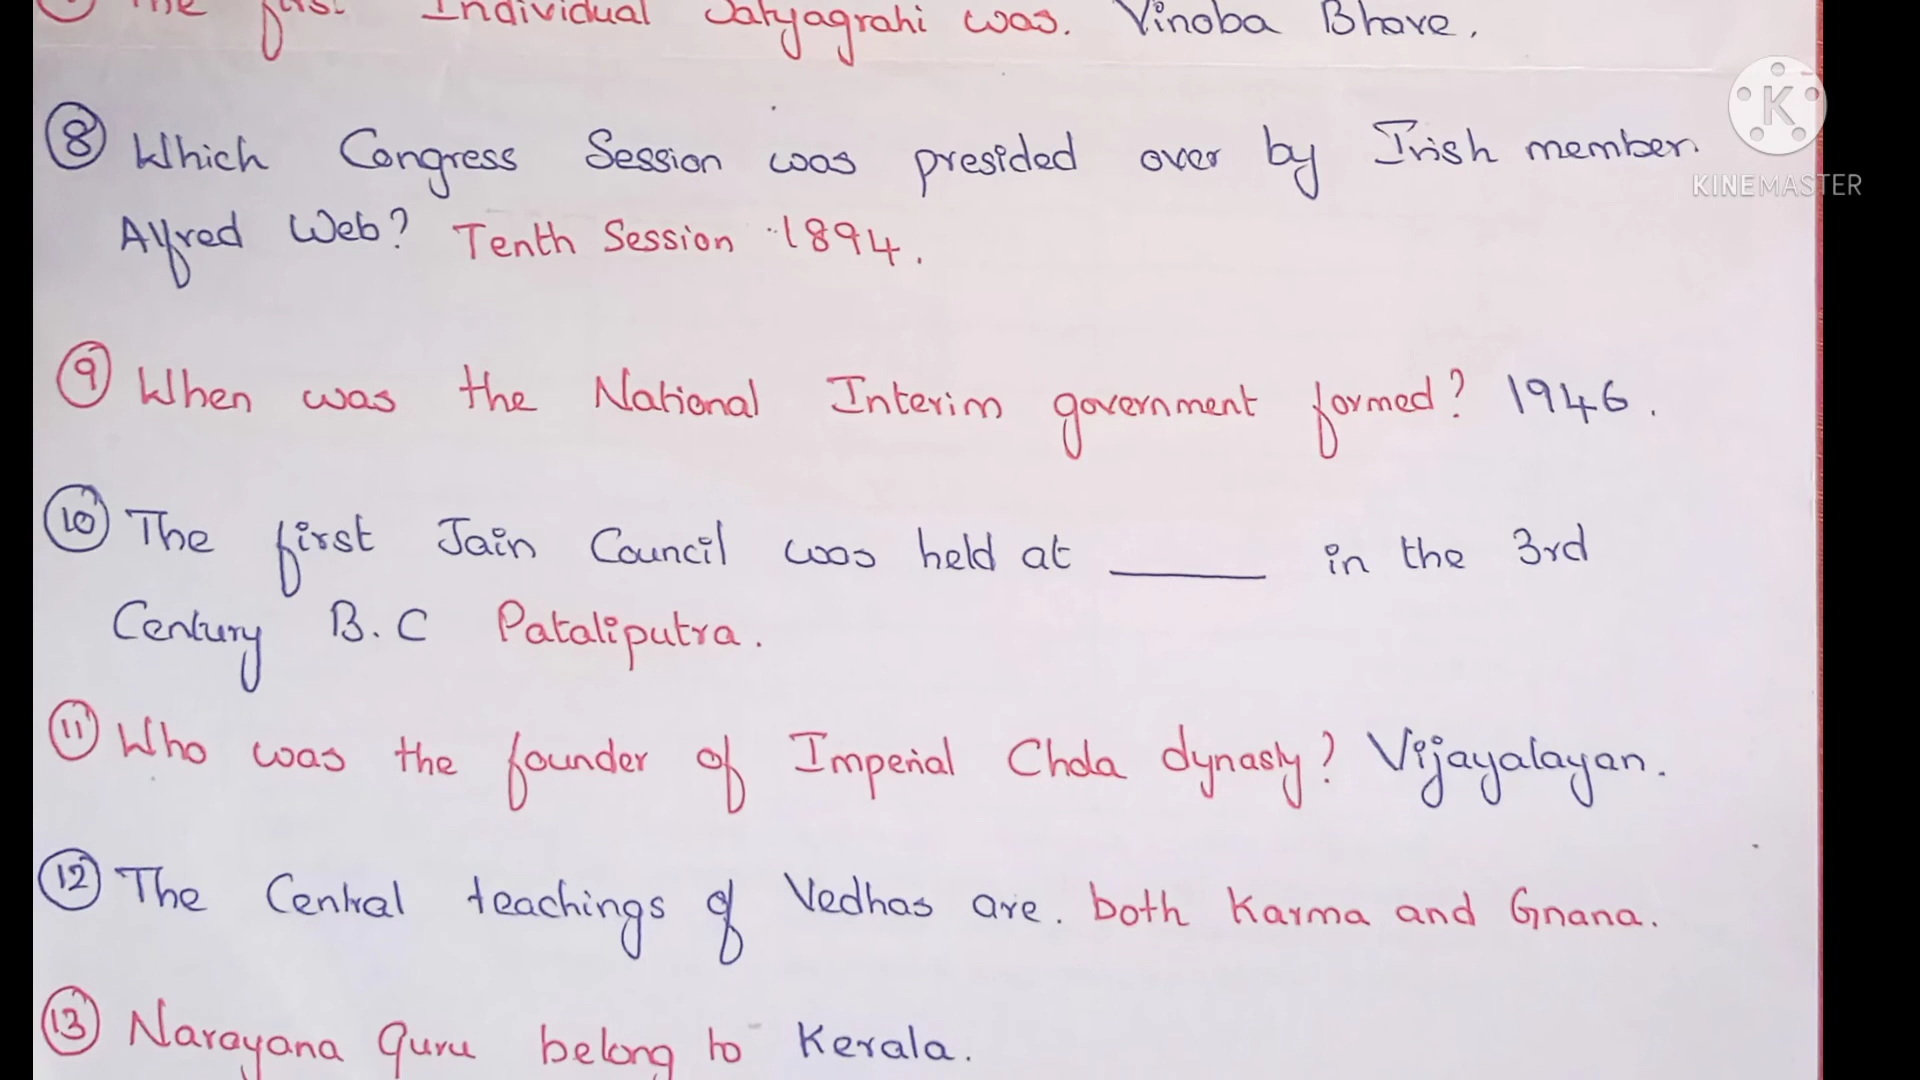 The first Individual Satyagrahi was. Vinoba Bhave.
8 Which Congress Session was presided over by Irish member.
Alfred Web? Tenth Session 1894.
9 When was the National Interim government formed? 1946.
10 The first Jain Council was held at ______ in the 3rd
Century B.C Pataliputra.
11 Who was the founder of Imperial Chola dynasty? Vijayalayan.
12 The Central teachings of Vedhas are. both Karma and Gnana.
13 Narayana Guru belong to Kerala.
K
KINEMASTER